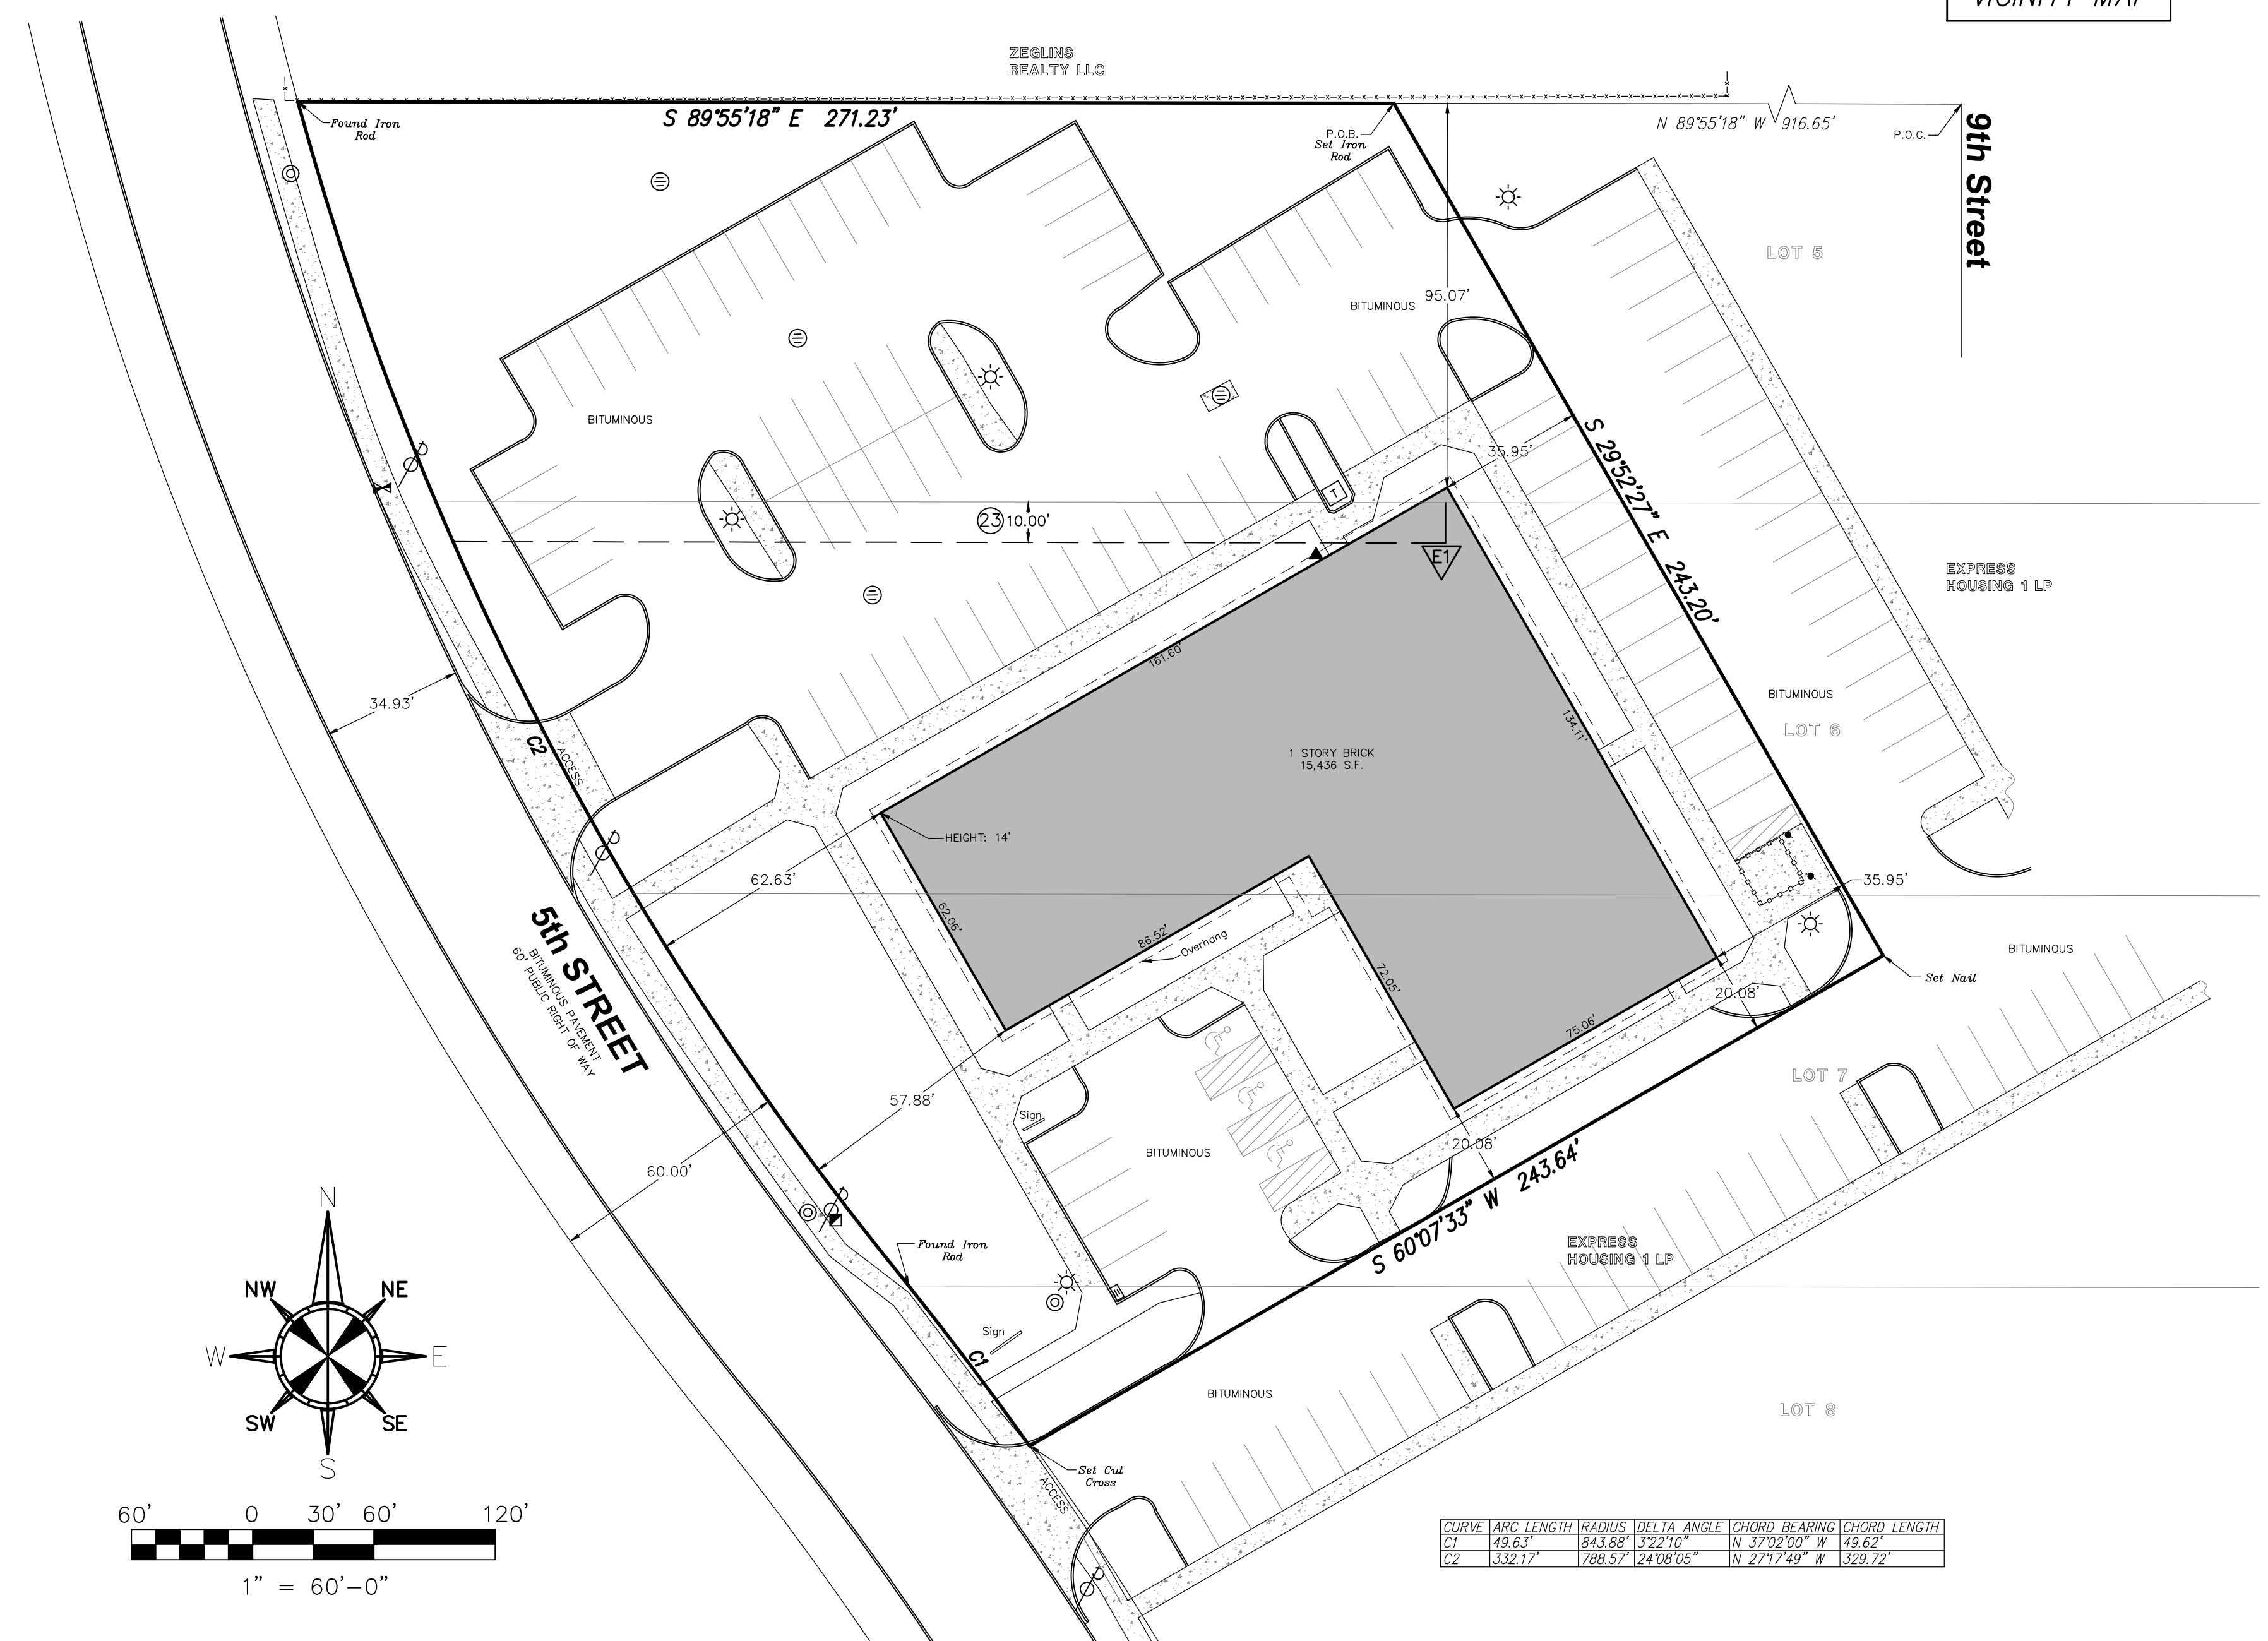 VICINITY MAP
ZEGLINS
REALTY LLC
S 89°55'18" E 271.23'
Found Iron
Rod
P.O.B.
Set Iron
Rod
N 89°55'18" W 916.65'
P.O.C.
9th Street
LOT 5
95.07'
BITUMINOUS
BITUMINOUS
35.95'
S 29°52'27" E 243.20'
23
10.00'
T
E1
EXPRESS
HOUSING 1 LP
161.60'
134.11'
BITUMINOUS
LOT 6
34.93'
C2
ACCESS
1 STORY BRICK
15,436 S.F.
HEIGHT: 14'
62.63'
62.06'
86.52'
Overhang
72.05'
75.06'
35.95'
20.08'
Set Nail
BITUMINOUS
5th STREET
BITUMINOUS PAVEMENT
60' PUBLIC RIGHT OF WAY
LOT 7
57.88'
Sign
BITUMINOUS
20.08'
S 60°07'33" W 243.64'
60.00'
Found Iron
Rod
EXPRESS
HOUSING 1 LP
Sign
C1
BITUMINOUS
LOT 8
Set Cut
Cross
ACCESS
N
NW NE
W E
SW SE
S
60' 0 30' 60' 120'
1" = 60'-0"
CURVE ARC LENGTH RADIUS DELTA ANGLE CHORD BEARING CHORD LENGTH
C1 49.63' 843.88' 3°22'10" N 37°02'00" W 49.62'
C2 332.17' 788.57' 24°08'05" N 27°17'49" W 329.72'